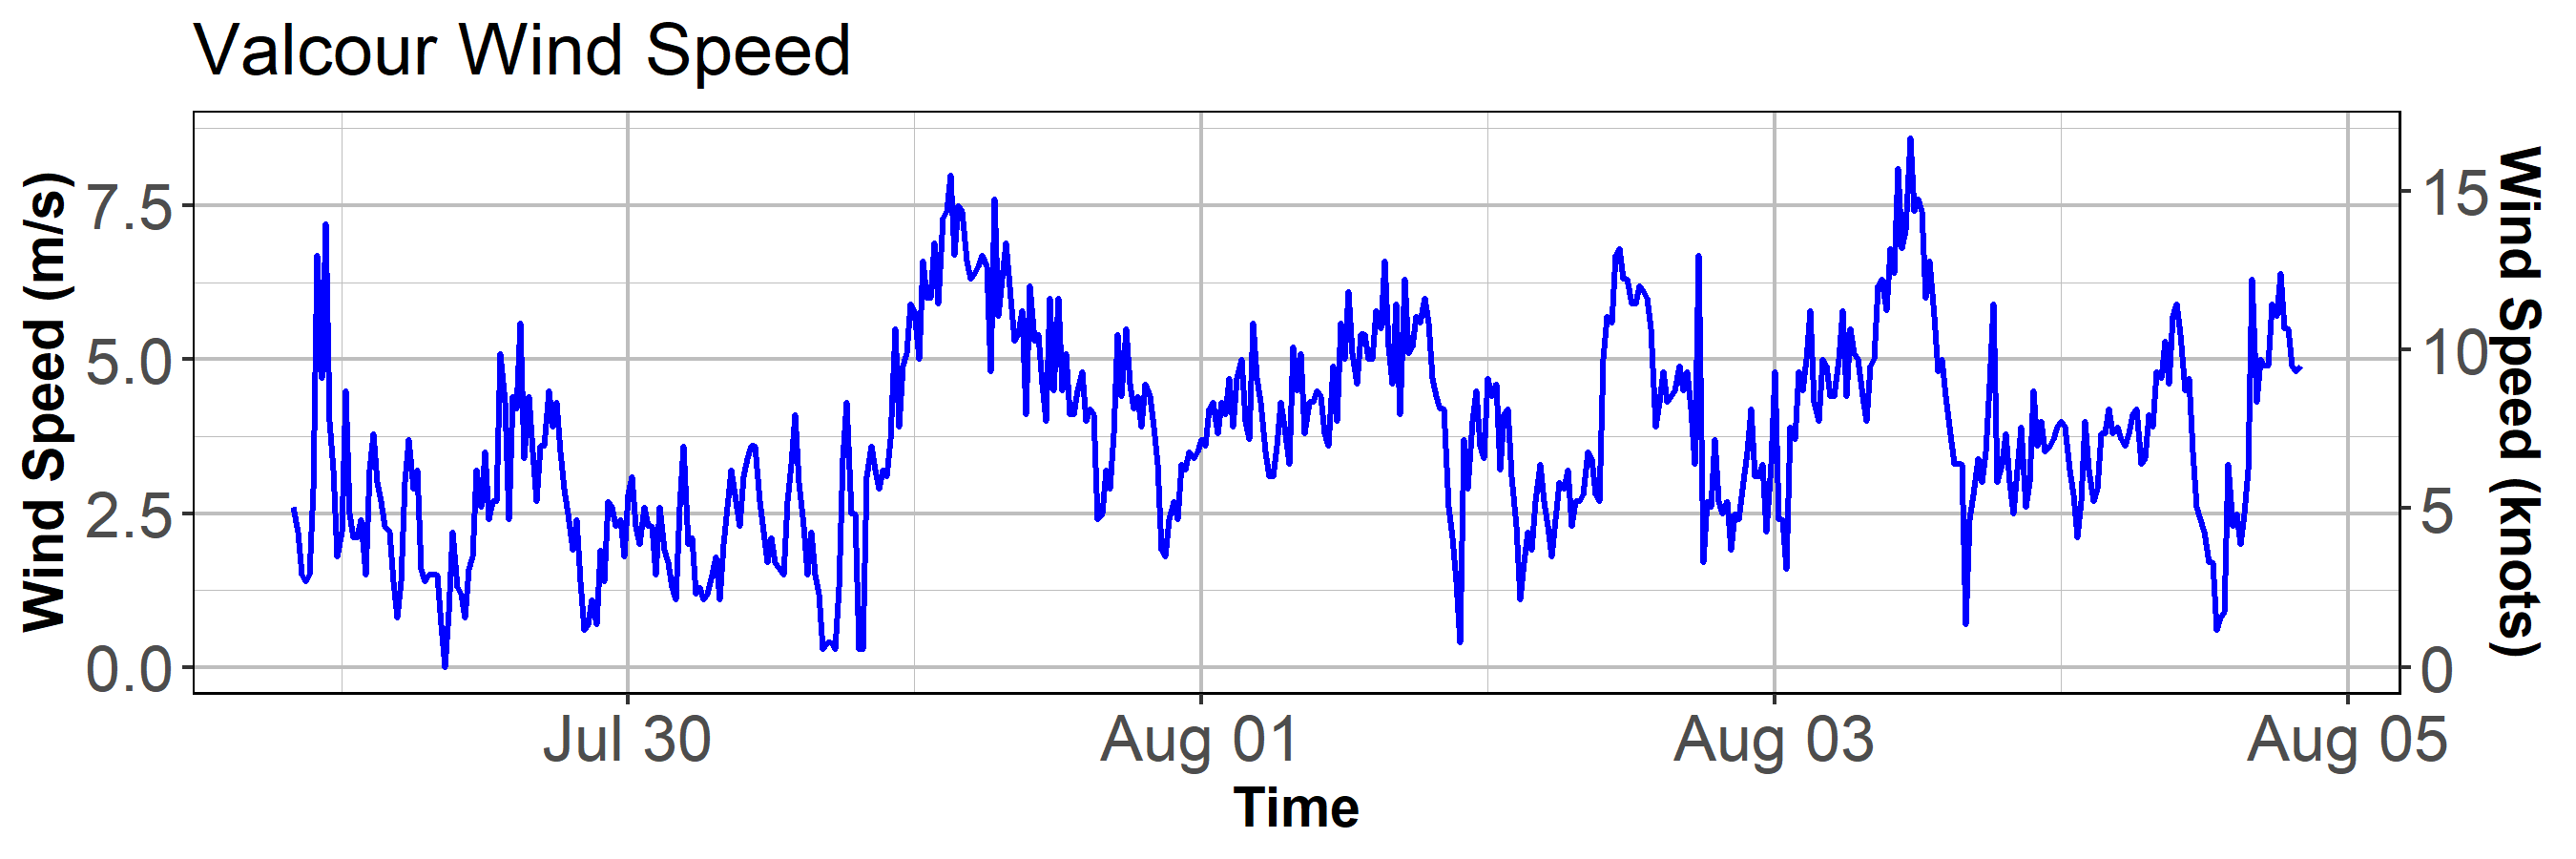 Valcour Wind Speed
Wind Speed (m/s)
7.5
5.0
2.5
0.0
15
10
5
0
Wind Speed (knots)
Jul 30
Aug 01
Aug 03
Aug 05
Time